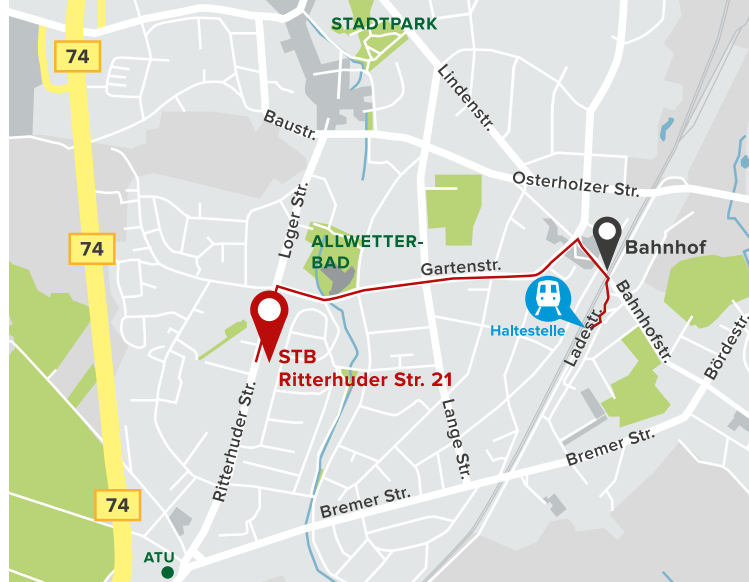 STADTPARK
74
Lindenstr.
Baustr.
Osterholzer Str.
Loger Str.
74
ALLWETTER-
BAD
Bahnhof
Gartenstr.
Haltestelle
Bahnhofstr.
Ladestr.
Bördestr.
STB
Ritterhuder Str. 21
Ritterhuder Str.
Lange Str.
Bremer Str.
Bremer Str.
74
ATU